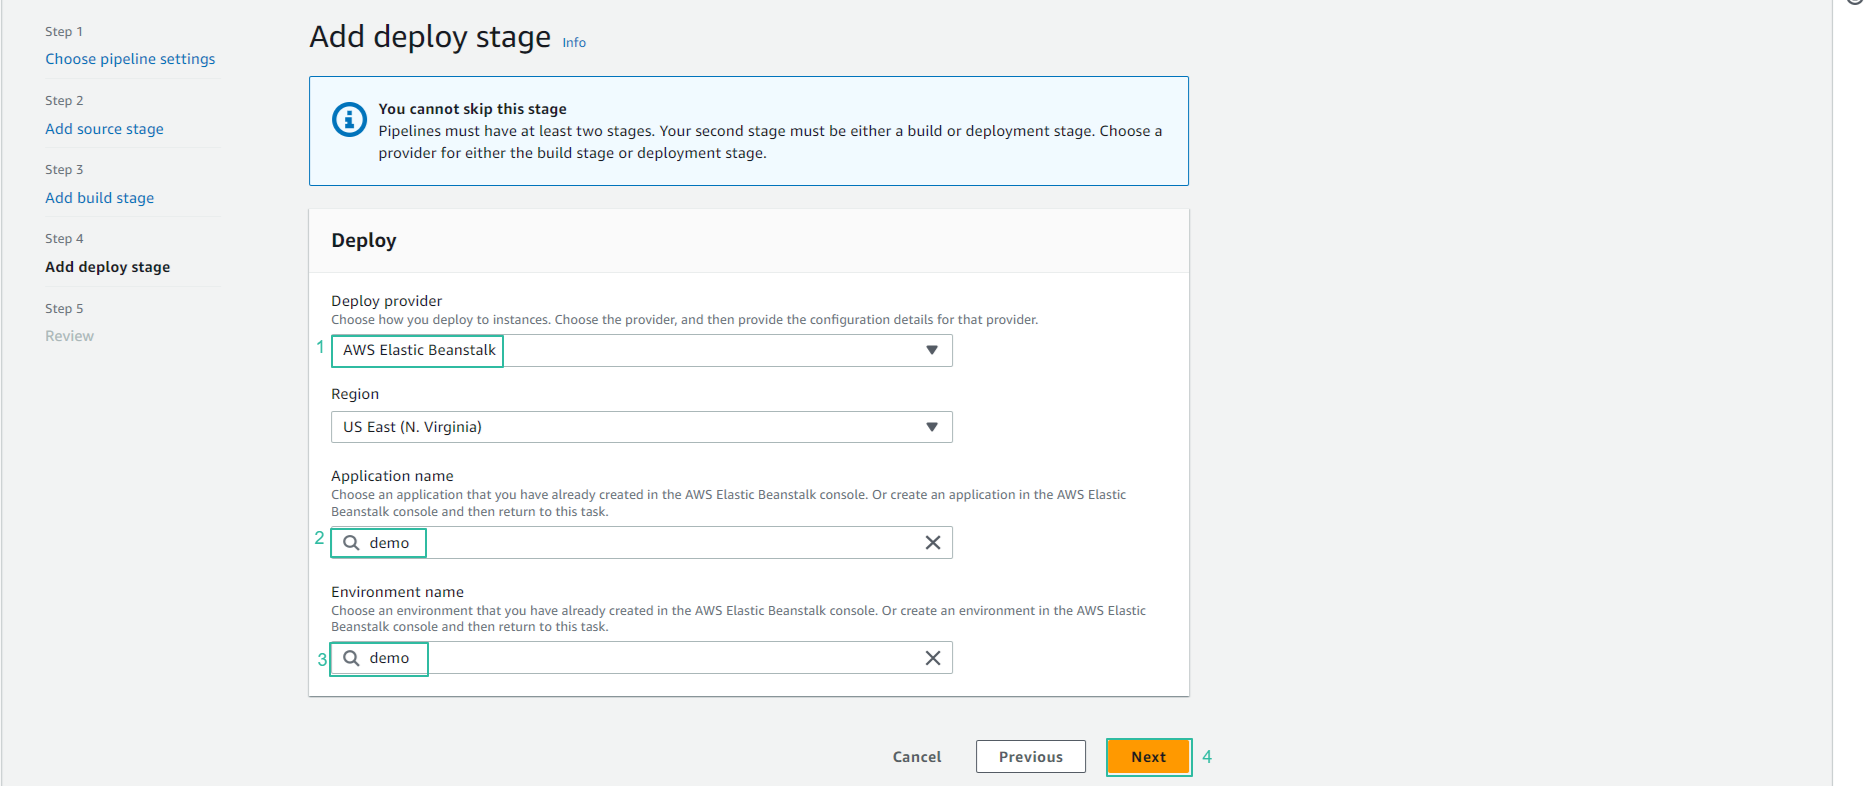 Step 1
Choose pipeline settings
Step 2
Add source stage
Step 3
Add build stage
Step 4
Add deploy stage
Step 5
Review
Add deploy stage Info
You cannot skip this stage
Pipelines must have at least two stages. Your second stage must be either a build or deployment stage. Choose a
provider for either the build stage or deployment stage.
Deploy
Deploy provider
Choose how you deploy to instances. Choose the provider, and then provide the configuration details for that provider.
1 AWS Elastic Beanstalk
Region
US East (N. Virginia)
Application name
Choose an application that you have already created in the AWS Elastic Beanstalk console. Or create an application in the AWS Elastic
Beanstalk console and then return to this task.
2 demo
Environment name
Choose an environment that you have already created in the AWS Elastic Beanstalk console. Or create an environment in the AWS Elastic
Beanstalk console and then return to this task.
3 demo
Cancel Previous Next 4